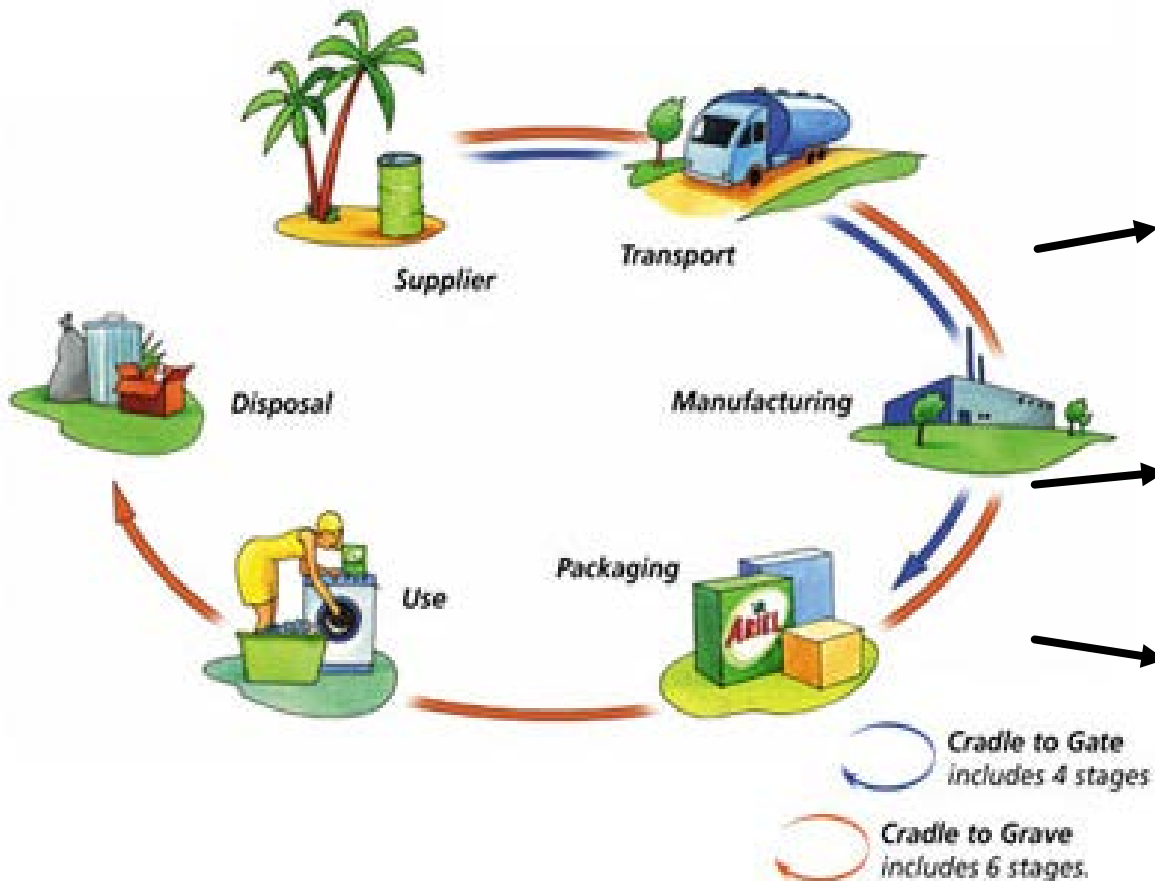 Supplier
Transport
Disposal
Manufacturing
Packaging
Use
ARIEL
Cradle to Gate
includes 4 stages
Cradle to Grave
includes 6 stages.